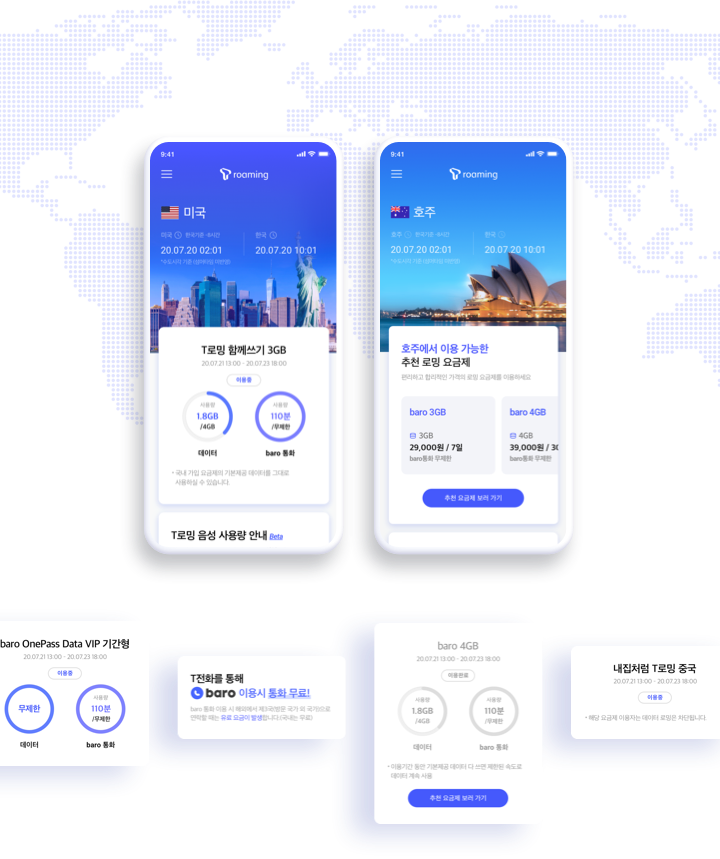 9:41
roaming
미국
미국
한국기준 -8시간
한국
20.07.20 02:01
20.07.20 10:01
T로밍 함께쓰기 3GB
20.07.21 13:00 - 20.07.23 18:00
이용중
사용량
1.8GB
/4GB
데이터
사용량
110분
/무제한
baro 통화
• 국내 가입 요금제의 기본제공 데이터를 그대로
사용하실 수 있습니다.
T로밍 음성 사용량 안내 Beta
9:41
roaming
호주
호주
한국기준 -8시간
한국
20.07.20 02:01
20.07.20 10:01
호주에서 이용 가능한
추천 로밍 요금제
편리하고 합리적인 가격의 로밍 요금제를 이용하세요
baro 3GB
3GB
29,000원 / 7일
baro통화 무제한
baro 4GB
4GB
39,000원 / 30
baro통화 무제한
추천 요금제 보러 가기
baro OnePass Data VIP 기간형
20.07.21 13:00 - 20.07.23 18:00
이용중
무제한
데이터
사용량
110분
/무제한
baro 통화
T전화를 통해
baro 이용시 통화 무료!
baro 통화 이용 시 해외에서 제3국(방문 국가 외 국가)으로
연락할 때는 유료 요금이 발생합니다.(국내는 무료)
baro 4GB
20.07.21 13:00 - 20.07.23 18:00
이용완료
사용량
1.8GB
/4GB
데이터
사용량
110분
/무제한
baro 통화
• 이용기간 동안 기본제공 데이터 다 쓰면 제한된 속도로
데이터 계속 사용
추천 요금제 보러 가기
내집처럼 T로밍 중국
20.07.21 13:00 - 20.07.23 18:00
이용중
• 해당 요금제 이용자는 데이터 로밍은 차단됩니다.